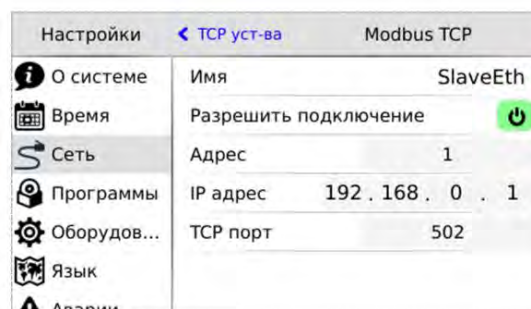 Настройки
TCP уст-ва
Modbus TCP
О системе
Время
Сеть
Программы
Оборудов...
Язык
Аварии
Имя SlaveEth
Разрешить подключение
Адрес 1
IP адрес 192 . 168 . 0 . 1
TCP порт 502